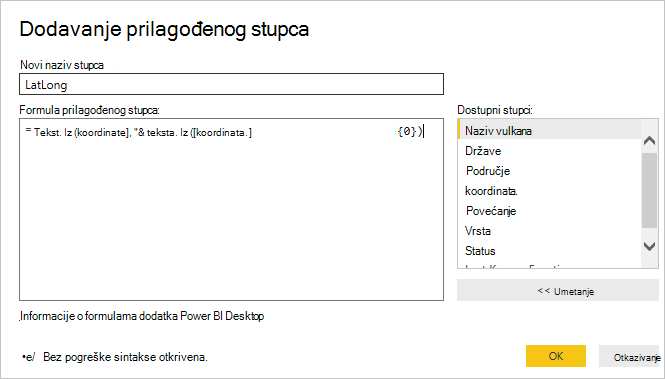 Dodavanje prilagođenog stupca
Novi naziv stupca
LatLong
Formula prilagođenog stupca:
= Tekst. Iz (koordinate], "& teksta. Iz ([koordinata.] {0})
Dostupni stupci:
Naziv vulkana
Države
Područje
koordinata.
Povećanje
Vrsta
Status
<< Umetanje
Informacije o formulama dodatka Power BI Desktop
•e/ Bez pogreške sintakse otkrivena.
OK
Otkazivanje